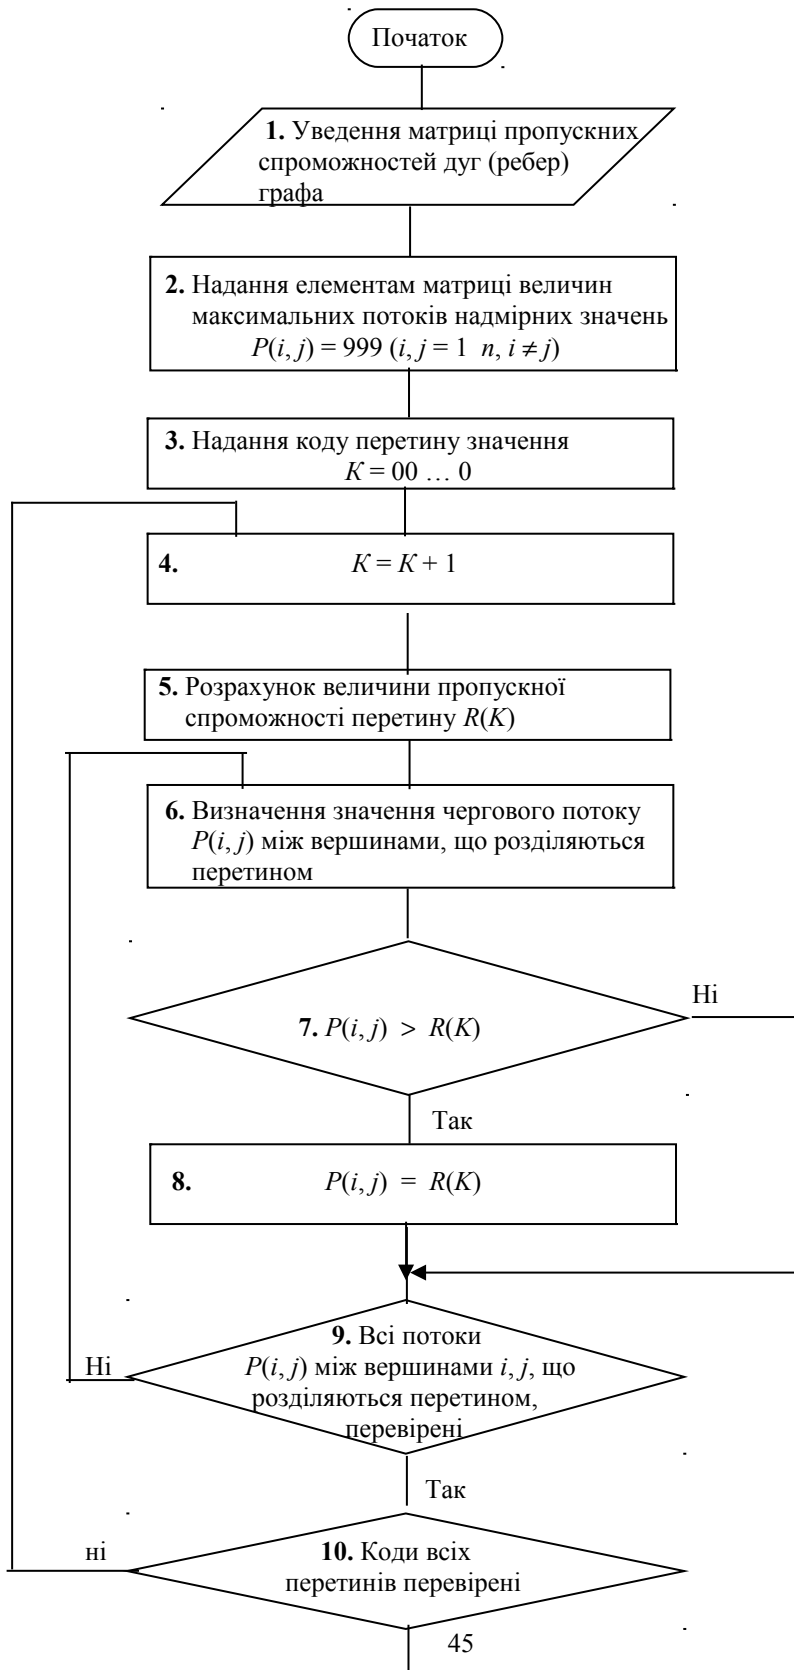 Початок
1. Уведення матриці пропускних
спроможностей дуг (ребер)
графа
2. Надання елементам матриці величин
максимальних потоків надмірних значень
P(i, j) = 999 (i, j = 1 n, i ≠ j)
3. Надання коду перетину значення
K = 00 … 0
4. K = K + 1
5. Розрахунок величини пропускної
спроможності перетину R(K)
6. Визначення значення чергового потоку
P(i, j) між вершинами, що розділяються
перетином
7. P(i, j) > R(K)
Ні
Так
8. P(i, j) = R(K)
9. Всі потоки
P(i, j) між вершинами i, j, що
розділяються перетином,
перевірені
Ні
Так
10. Коди всіх
перетинів перевірені
ні
45